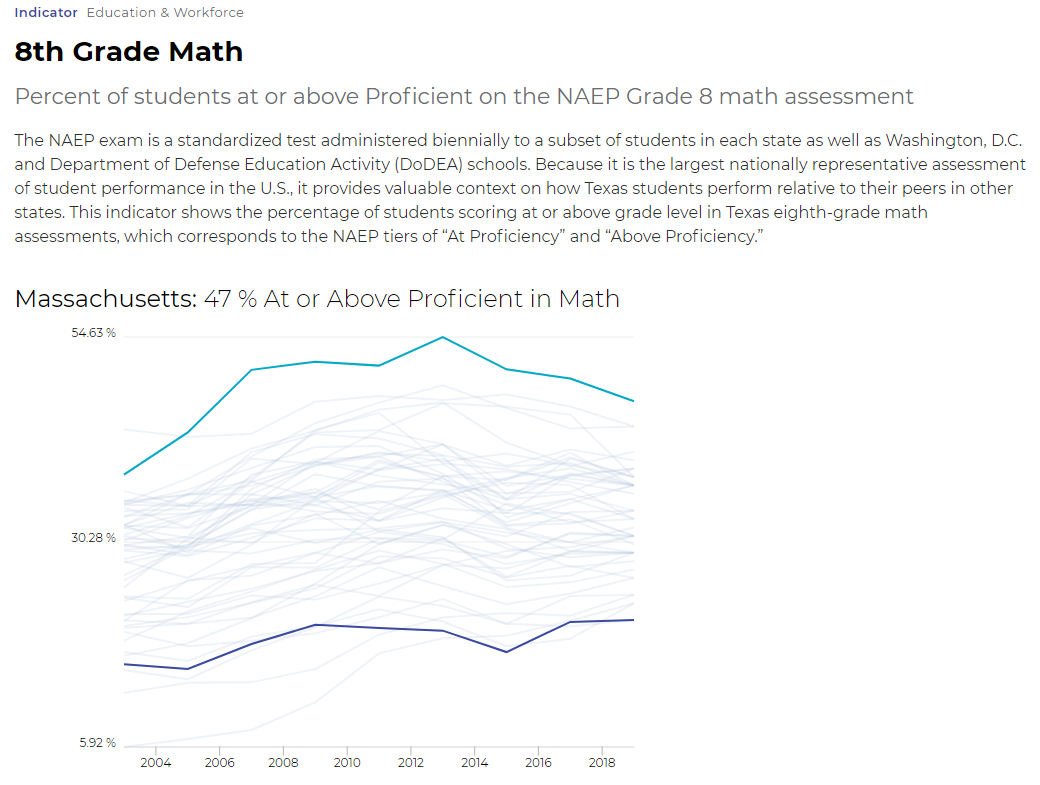 Indicator Education & Workforce
8th Grade Math
Percent of students at or above Proficient on the NAEP Grade 8 math assessment
The NAEP exam is a standardized test administered biennially to a subset of students in each state as well as Washington, D.C.
and Department of Defense Education Activity (DoDEA) schools. Because it is the largest nationally representative assessment
of student performance in the U.S., it provides valuable context on how Texas students perform relative to their peers in other
states. This indicator shows the percentage of students scoring at or above grade level in Texas eighth-grade math
assessments, which corresponds to the NAEP tiers of “At Proficiency” and “Above Proficiency.”
Massachusetts: 47 % At or Above Proficient in Math
54.63 %
30.28 %
5.92 %
2004 2006 2008 2010 2012 2014 2016 2018